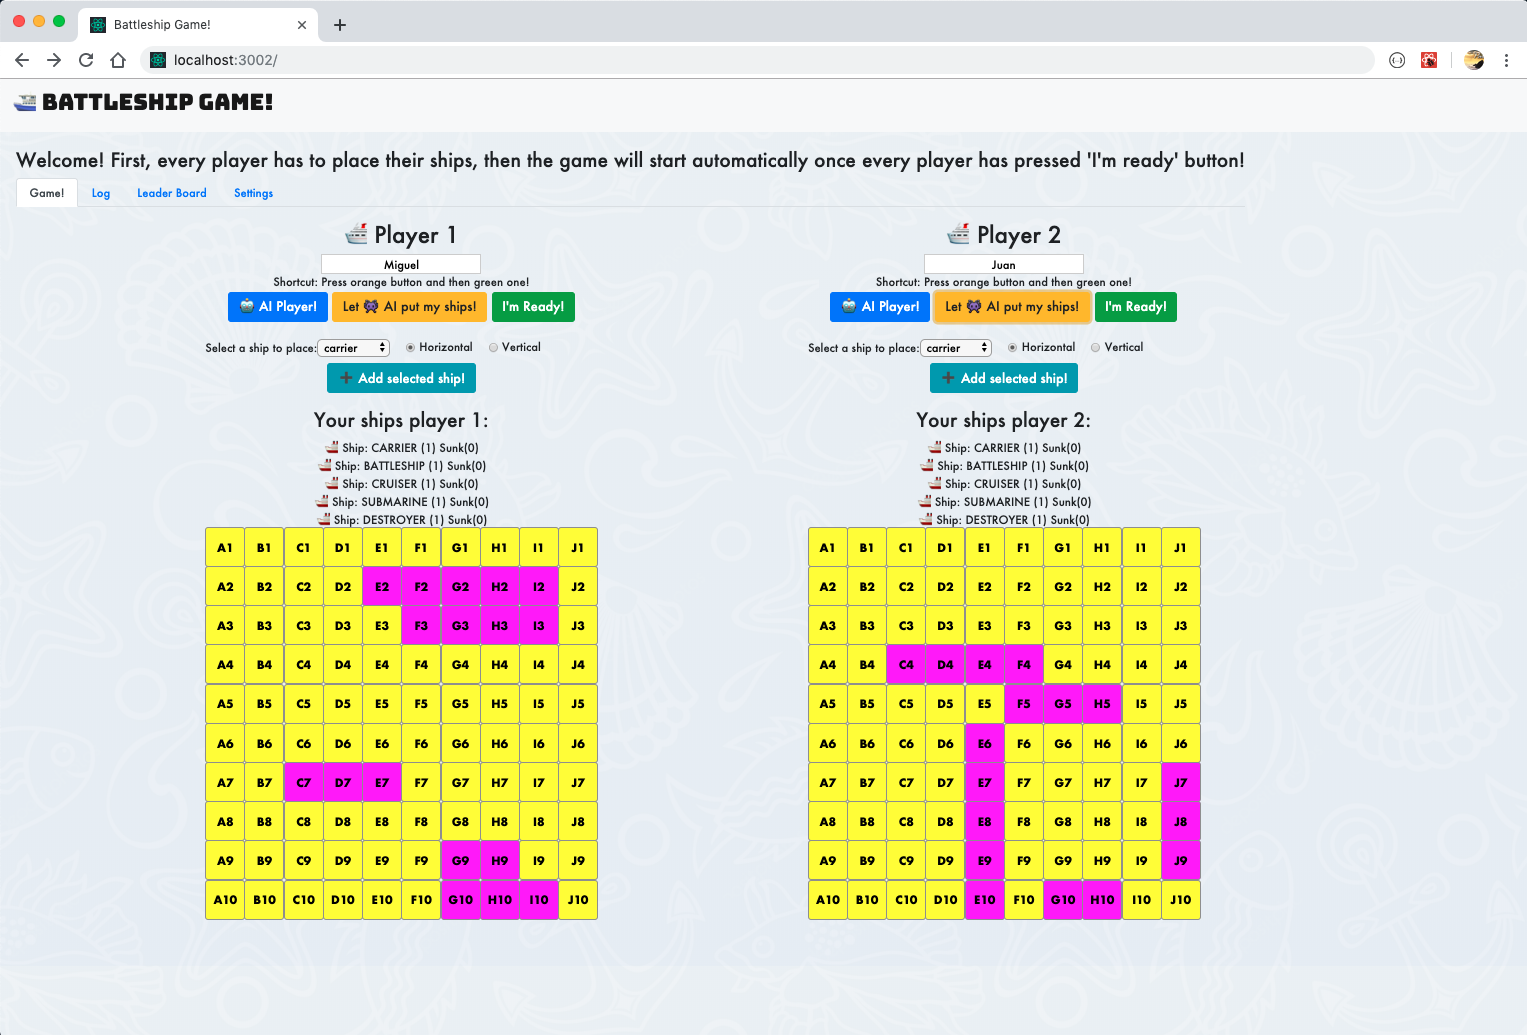 Battleship Game!
localhost:3002/
BATTLESHIP GAME!
Welcome! First, every player has to place their ships, then the game will start automatically once every player has pressed 'I'm ready' button!
Game! Log Leader Board Settings
Player 1
Miguel
Shortcut: Press orange button and then green one!
AI Player! Let AI put my ships! I'm Ready!
Select a ship to place: carrier Horizontal Vertical
Add selected ship!
Your ships player 1:
Ship: CARRIER (1) Sunk(0)
Ship: BATTLESHIP (1) Sunk(0)
Ship: CRUISER (1) Sunk(0)
Ship: SUBMARINE (1) Sunk(0)
Ship: DESTROYER (1) Sunk(0)
A1 B1 C1 D1 E1 F1 G1 H1 I1 J1
A2 B2 C2 D2 E2 F2 G2 H2 I2 J2
A3 B3 C3 D3 E3 F3 G3 H3 I3 J3
A4 B4 C4 D4 E4 F4 G4 H4 I4 J4
A5 B5 C5 D5 E5 F5 G5 H5 I5 J5
A6 B6 C6 D6 E6 F6 G6 H6 I6 J6
A7 B7 C7 D7 E7 F7 G7 H7 I7 J7
A8 B8 C8 D8 E8 F8 G8 H8 I8 J8
A9 B9 C9 D9 E9 F9 G9 H9 I9 J9
A10 B10 C10 D10 E10 F10 G10 H10 I10 J10
Player 2
Juan
Shortcut: Press orange button and then green one!
AI Player! Let AI put my ships! I'm Ready!
Select a ship to place: carrier Horizontal Vertical
Add selected ship!
Your ships player 2:
Ship: CARRIER (1) Sunk(0)
Ship: BATTLESHIP (1) Sunk(0)
Ship: CRUISER (1) Sunk(0)
Ship: SUBMARINE (1) Sunk(0)
Ship: DESTROYER (1) Sunk(0)
A1 B1 C1 D1 E1 F1 G1 H1 I1 J1
A2 B2 C2 D2 E2 F2 G2 H2 I2 J2
A3 B3 C3 D3 E3 F3 G3 H3 I3 J3
A4 B4 C4 D4 E4 F4 G4 H4 I4 J4
A5 B5 C5 D5 E5 F5 G5 H5 I5 J5
A6 B6 C6 D6 E6 F6 G6 H6 I6 J6
A7 B7 C7 D7 E7 F7 G7 H7 I7 J7
A8 B8 C8 D8 E8 F8 G8 H8 I8 J8
A9 B9 C9 D9 E9 F9 G9 H9 I9 J9
A10 B10 C10 D10 E10 F10 G10 H10 I10 J10